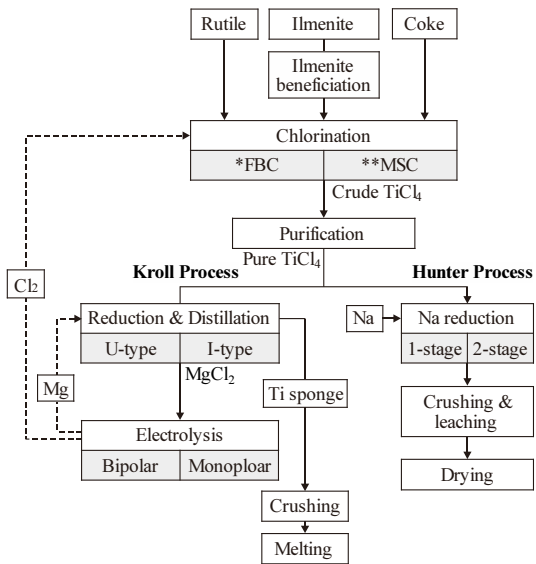 Rutile
Ilmenite
Coke
Ilmenite
beneficiation
Chlorination
*FBC
**MSC
Crude TiCl4
Purification
Pure TiCl4
Kroll Process
Hunter Process
Cl2
Reduction & Distillation
U-type
I-type
Na
Na reduction
1-stage
2-stage
MgCl2
Mg
Ti sponge
Crushing &
leaching
Electrolysis
Bipolar
Monoploar
Drying
Crushing
Melting